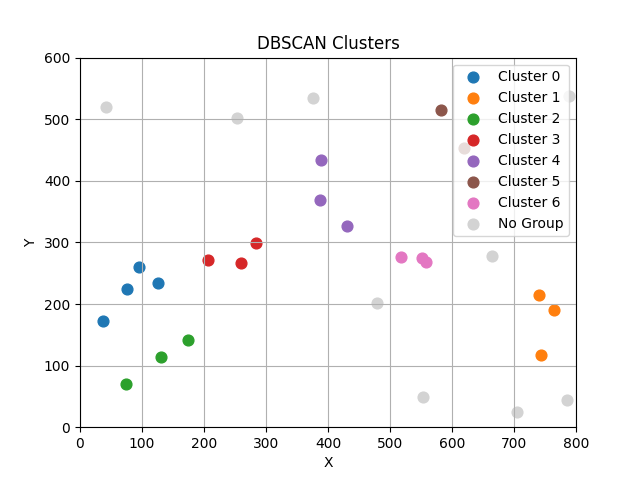 DBSCAN Clusters
Cluster 0
Cluster 1
Cluster 2
Cluster 3
Cluster 4
Cluster 5
Cluster 6
No Group
600
500
400
300
200
100
0
Y
0 100 200 300 400 500 600 700 800
X